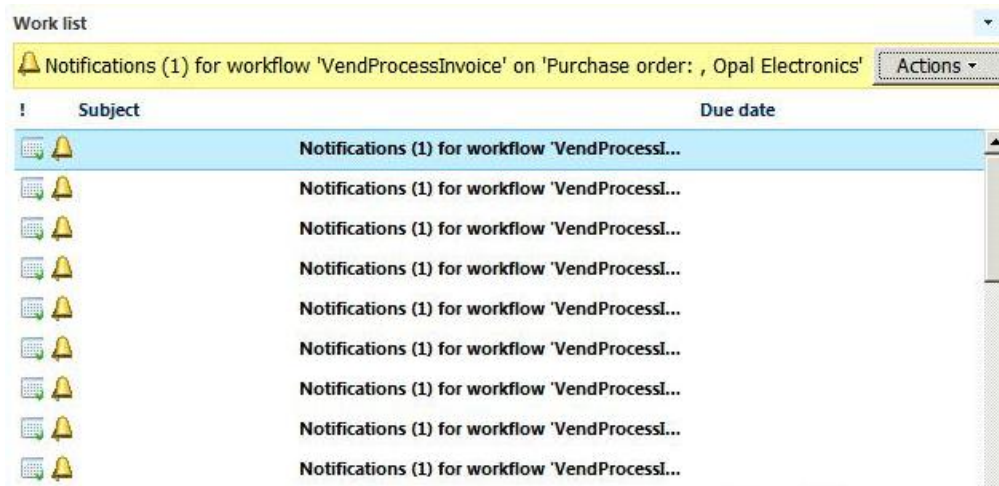 Work list
Notifications (1) for workflow 'VendProcessInvoice' on 'Purchase order: , Opal Electronics' Actions
! Subject Due date
Notifications (1) for workflow 'VendProcessI...
Notifications (1) for workflow 'VendProcessI...
Notifications (1) for workflow 'VendProcessI...
Notifications (1) for workflow 'VendProcessI...
Notifications (1) for workflow 'VendProcessI...
Notifications (1) for workflow 'VendProcessI...
Notifications (1) for workflow 'VendProcessI...
Notifications (1) for workflow 'VendProcessI...
Notifications (1) for workflow 'VendProcessI...